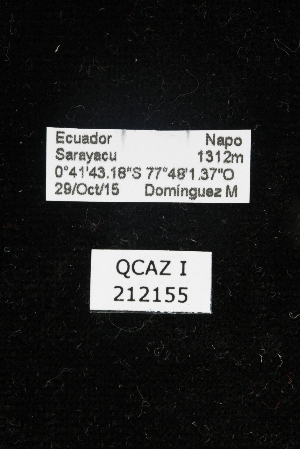 Ecuador Napo
Sarayacu 1312m
0°41'43.18"S 77°48'1.37"O
29/Oct/15 Domínguez M
QCAZ I
212155